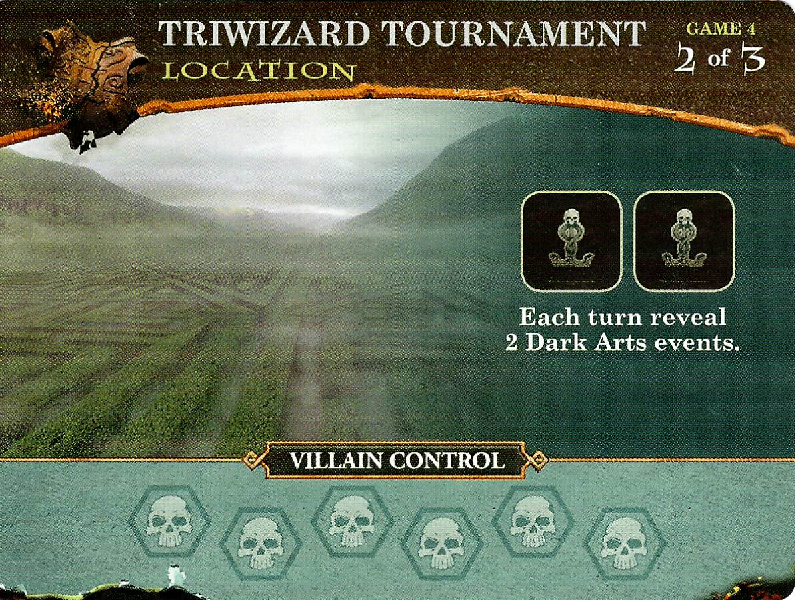 TRIWIZARD TOURNAMENT
LOCATION
GAME 4
2 of 3
Each turn reveal
2 Dark Arts events.
VILLAIN CONTROL